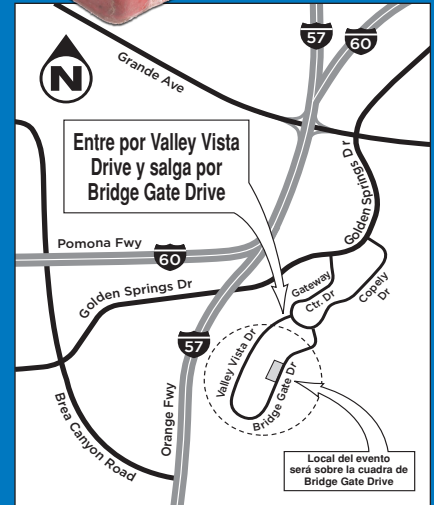 57
60
Grande Ave
N
Entre por Valley Vista
Drive y salga por
Bridge Gate Drive
Golden Springs Dr
Pomona Fwy
60
Gateway
Ctr. Dr
Copely
Dr
Golden Springs Dr
57
Valley Vista Dr
Bridge Gate Dr
Orange Fwy
Brea Canyon Road
Local del evento
será sobre la cuadra de
Bridge Gate Drive